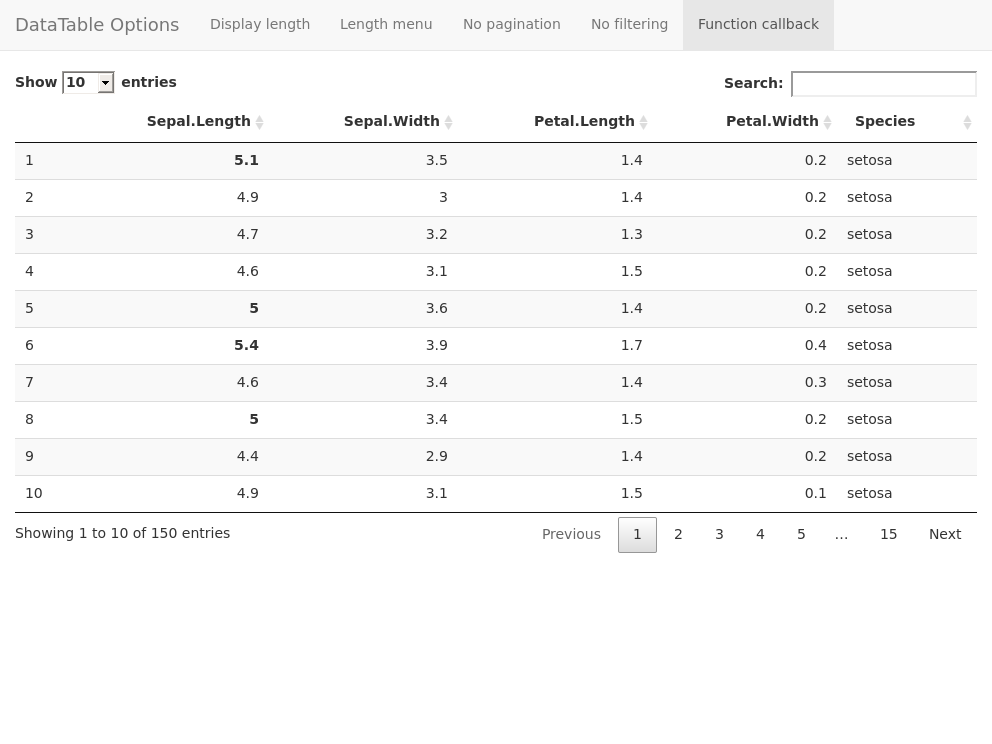 DataTable Options Display length Length menu No pagination No filtering Function callback
Show 10 entries Search:
Sepal.Length Sepal.Width Petal.Length Petal.Width Species
1 5.1 3.5 1.4 0.2 setosa
2 4.9 3 1.4 0.2 setosa
3 4.7 3.2 1.3 0.2 setosa
4 4.6 3.1 1.5 0.2 setosa
5 5 3.6 1.4 0.2 setosa
6 5.4 3.9 1.7 0.4 setosa
7 4.6 3.4 1.4 0.3 setosa
8 5 3.4 1.5 0.2 setosa
9 4.4 2.9 1.4 0.2 setosa
10 4.9 3.1 1.5 0.1 setosa
Showing 1 to 10 of 150 entries Previous 1 2 3 4 5 … 15 Next